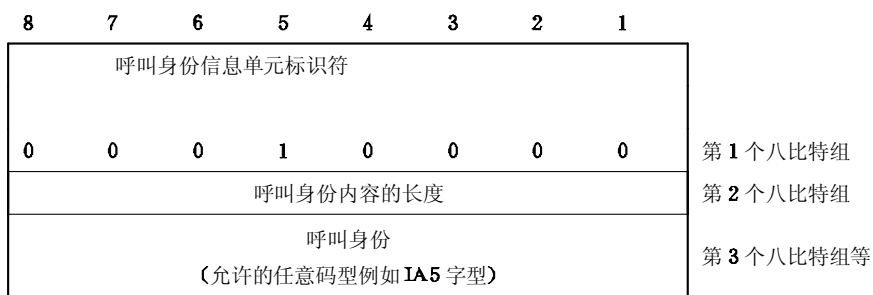 8 7 6 5 4 3 2 1
呼叫身份信息单元标识符
0 0 0 1 0 0 0 0 第1个八比特组
呼叫身份内容的长度 第2个八比特组
呼叫身份
(允许的任意码型例如IA5字型) 第3个八比特组等